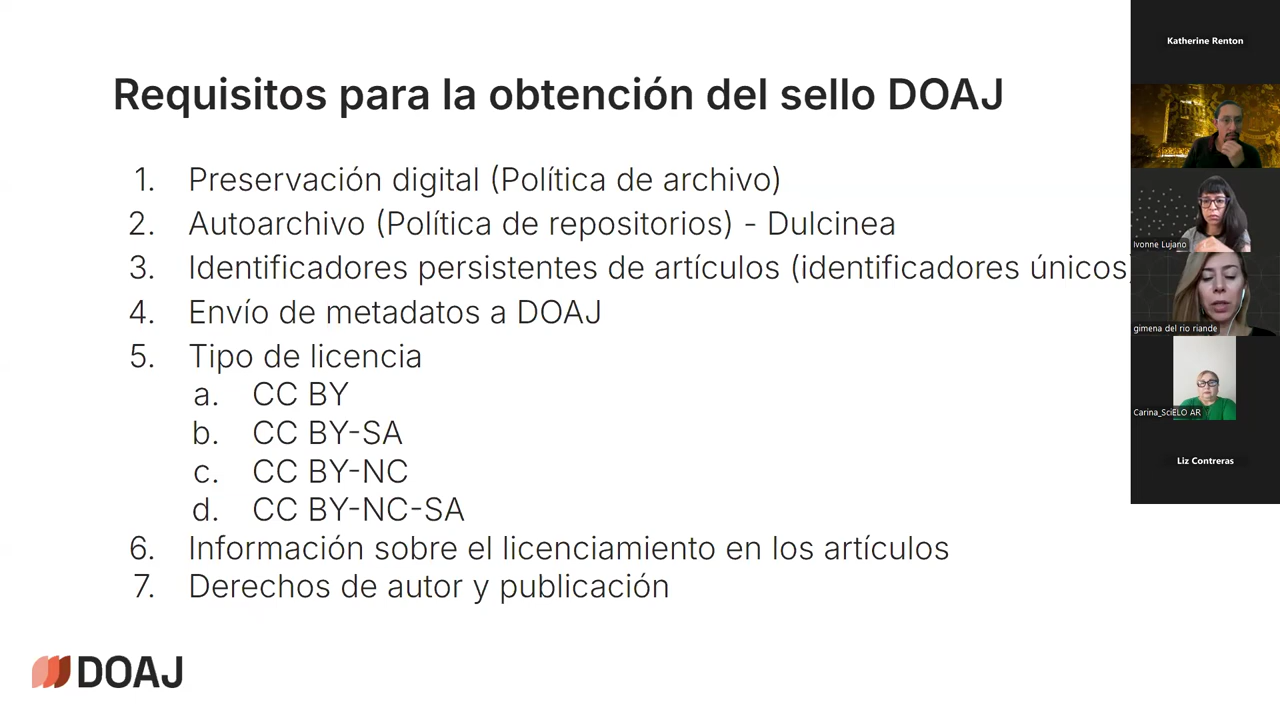 Requisitos para la obtención del sello DOAJ
1. Preservación digital (Política de archivo)
2. Autoarchivo (Política de repositorios) - Dulcinea
3. Identificadores persistentes de artículos (identificadores únicos)
4. Envío de metadatos a DOAJ
5. Tipo de licencia
a. CC BY
b. CC BY-SA
c. CC BY-NC
d. CC BY-NC-SA
6. Información sobre el licenciamiento en los artículos
7. Derechos de autor y publicación
DOAJ
Katherine Renton
Ivonne Lujano
gimena del rio riande
Carina_SciELO AR
Liz Contreras